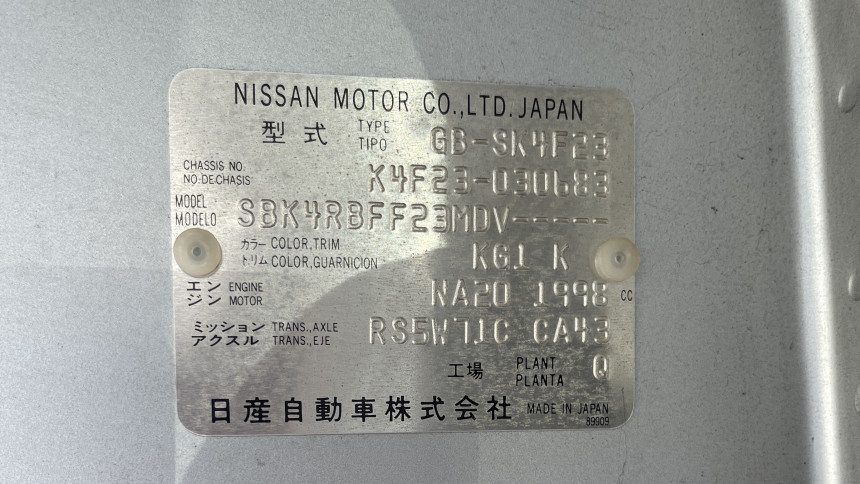 NISSAN MOTOR CO.,LTD. JAPAN
型式 TYPE TIPO GB-SK4F23
CHASSIS NO. NO.DE.CHASIS K4F23-030683
MODEL MODELO SBK4RBFF23MDV-----
カラー COLOR,TRIM
トリム COLOR,GUARNICION KG1 K
エンジン ENGINE MOTOR NA20 1998 CC
ミッション TRANS.,AXLE
アクスル TRANS.,EJE RS5W71C CA43
工場 PLANT PLANTA Q
日産自動車株式会社 MADE IN JAPAN
89909